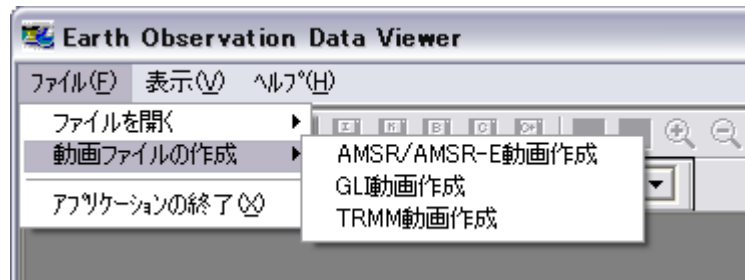 Earth Observation Data Viewer
ファイル(F) 表示(V) ヘルプ(H)
ファイルを開く
動画ファイルの作成
アプリケーションの終了(X)
AMSR/AMSR-E動画作成
GLI動画作成
TRMM動画作成